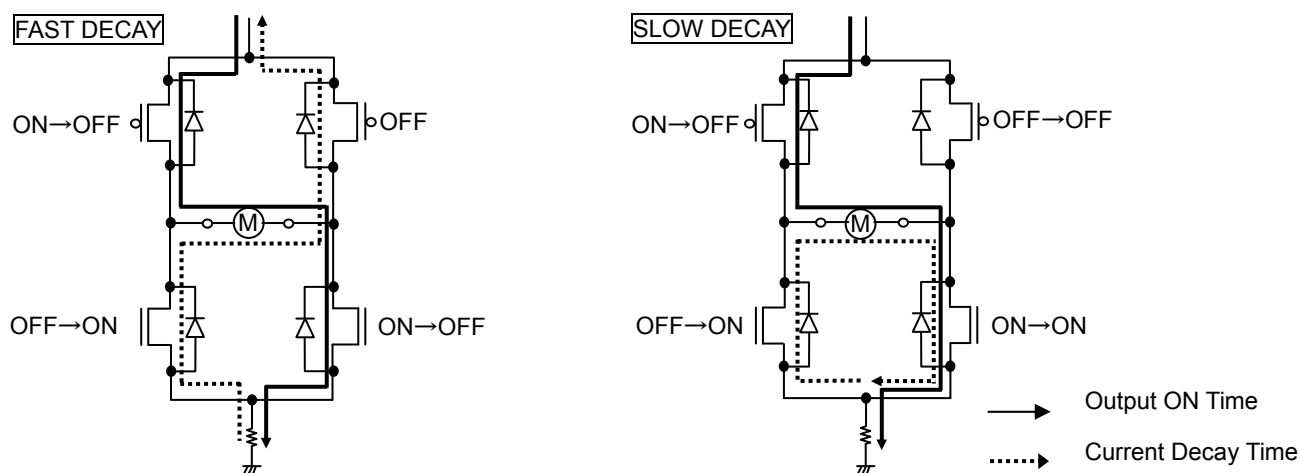 FAST DECAY
ON→OFF
OFF
M
OFF→ON
ON→OFF
SLOW DECAY
ON→OFF
OFF→OFF
M
OFF→ON
ON→ON
Output ON Time
Current Decay Time